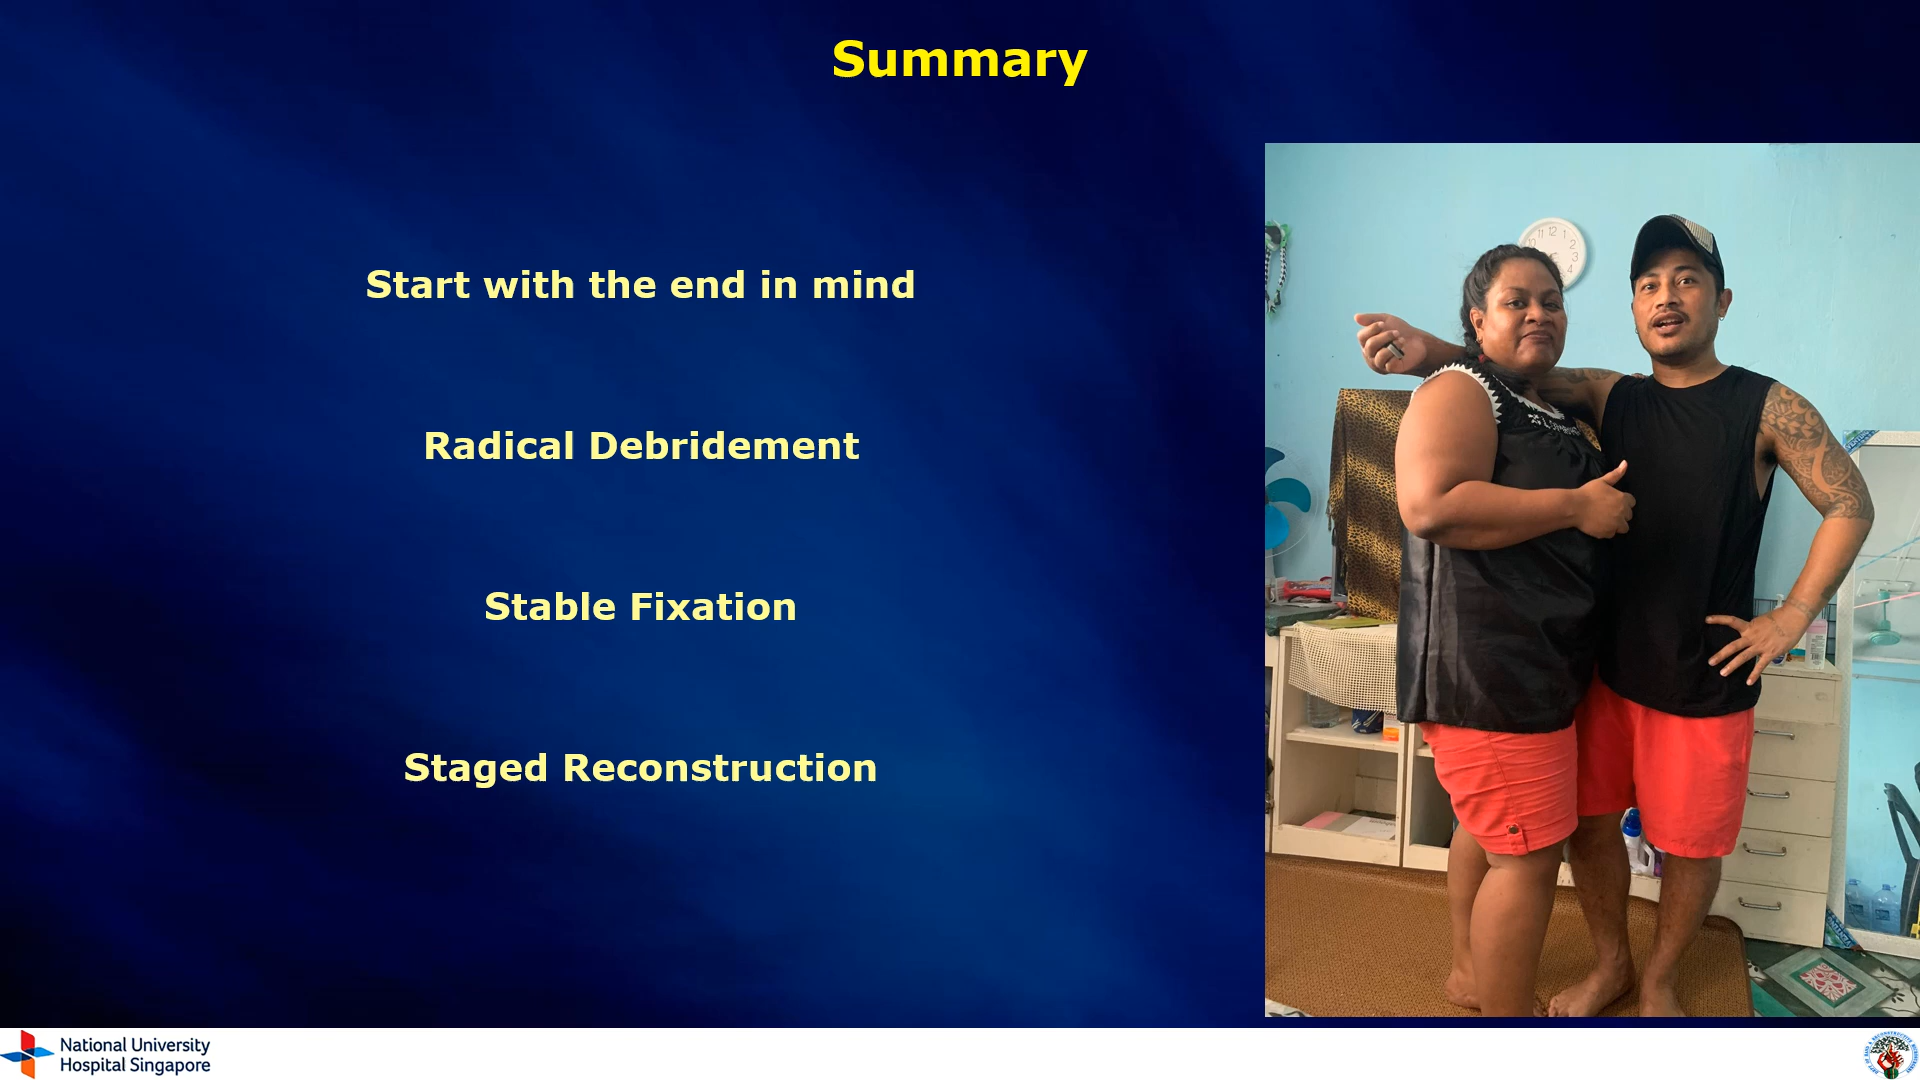 Summary
Start with the end in mind
Radical Debridement
Stable Fixation
Staged Reconstruction
National University
Hospital Singapore